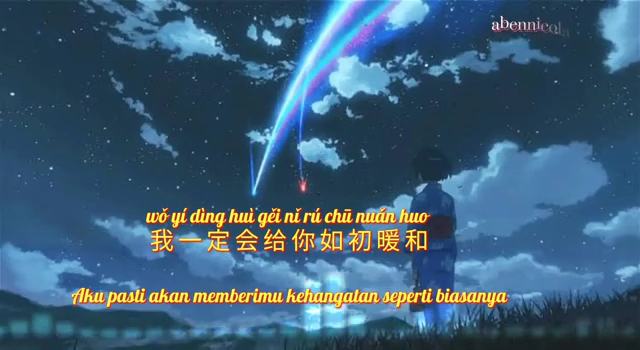 abennicola
wǒ yí dìng huì gěi nǐ rú chū nuán huo
我一定会给你如初暖和
Aku pasti akan memberimu kehangatan seperti biasanya